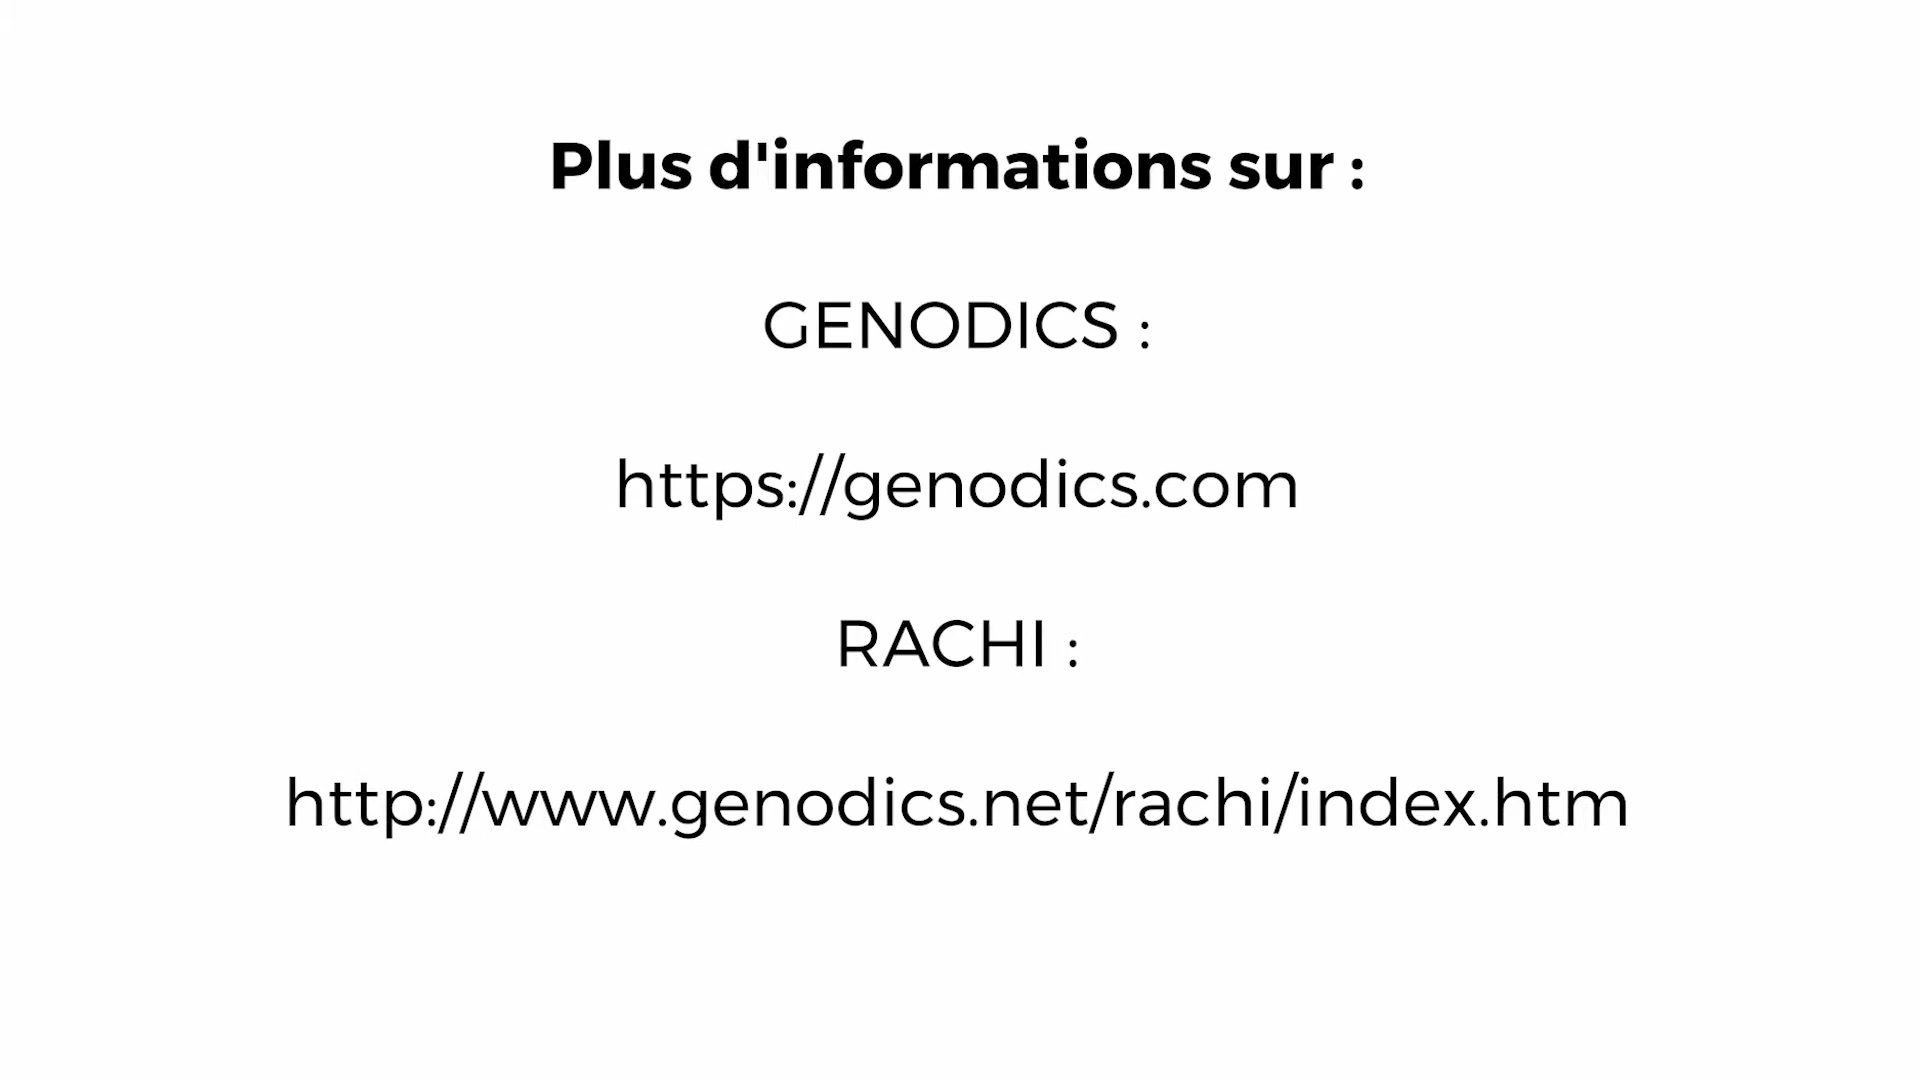 Plus d'informations sur :
GENODICS :
https://genodics.com
RACHI :
http://www.genodics.net/rachi/index.htm